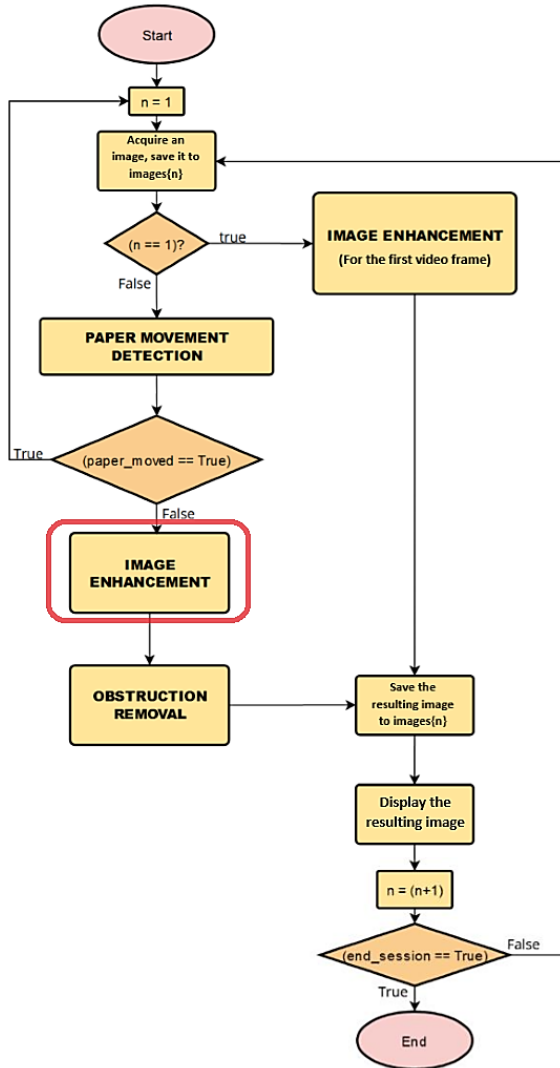 Start
n = 1
Acquire an
image, save it to
images{n}
(n == 1)?
true
False
IMAGE ENHANCEMENT
(For the first video frame)
PAPER MOVEMENT
DETECTION
(paper_moved == True)
True
False
IMAGE
ENHANCEMENT
OBSTRUCTION
REMOVAL
Save the
resulting image
to images{n}
Display the
resulting image
n = (n+1)
(end_session == True)
False
True
End